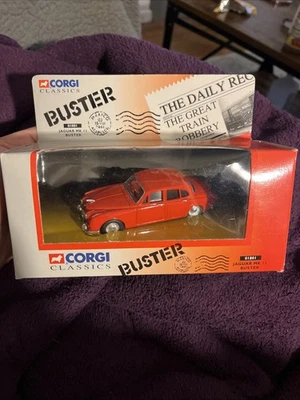 CORGI
CLASSICS
BUSTER
JAGUAR MK II
BUSTER
THE DAILY REC
THE GREAT
TRAIN
ROBBERY
CORGI
CLASSICS
BUSTER
JAGUAR MK II
BUSTER